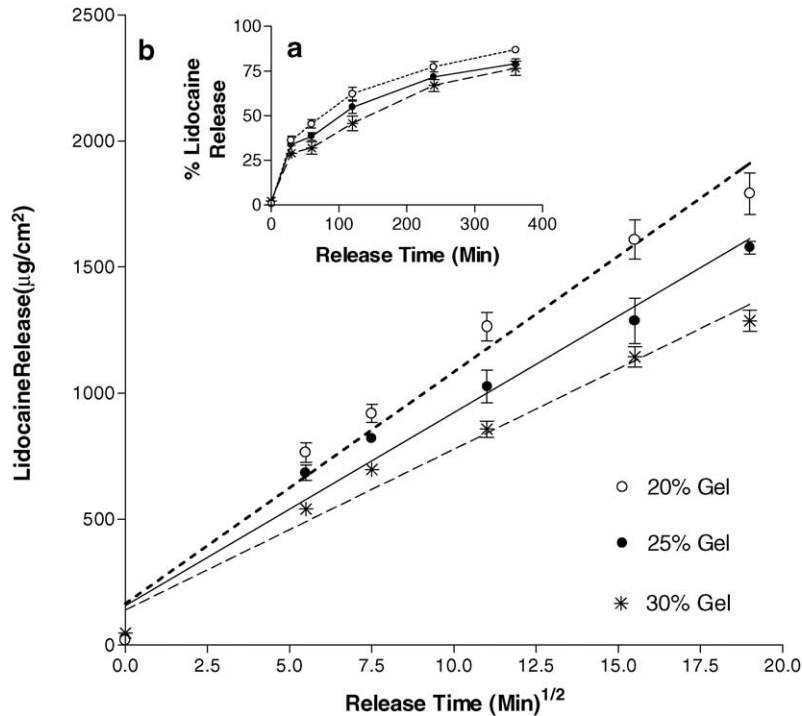 b
a
% Lidocaine
Release
100
75
50
25
0
0 100 200 300 400
Release Time (Min)
LidocaineRelease(μg/cm²)
2500
2000
1500
1000
500
0
20% Gel
25% Gel
30% Gel
0.0 2.5 5.0 7.5 10.0 12.5 15.0 17.5 20.0
Release Time (Min)^1/2